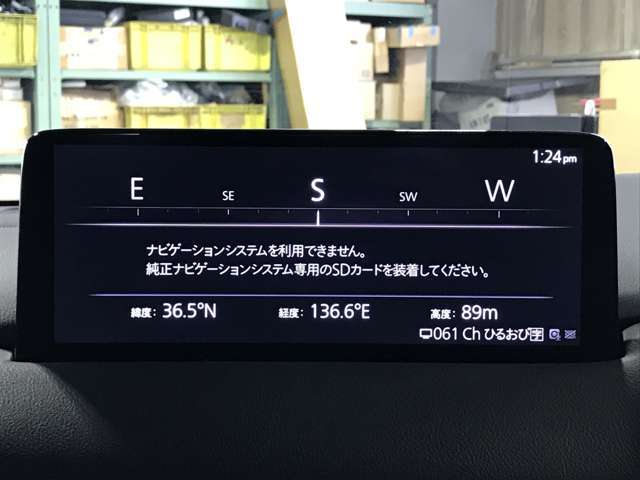 1:24pm
E SE S SW W
ナビゲーションシステムを利用できません。
純正ナビゲーションシステム専用のSDカードを装着してください。
緯度: 36.5°N 経度: 136.6°E 高度: 89m
061 Ch ひるおび字